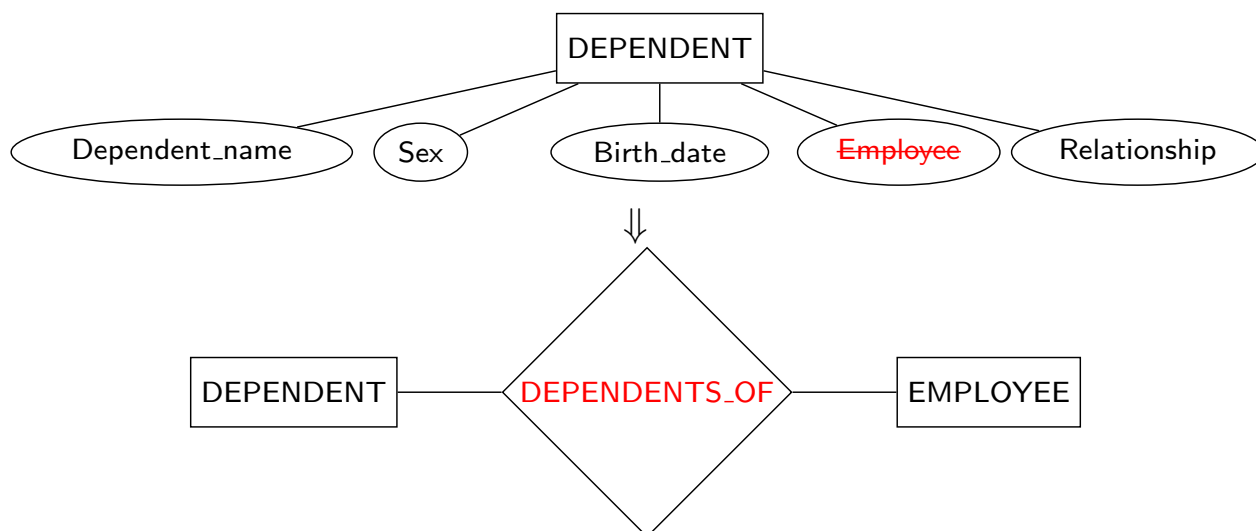 DEPENDENT
Dependent_name Sex Birth_date Employee Relationship
⇓
DEPENDENT DEPENDENTS_OF EMPLOYEE